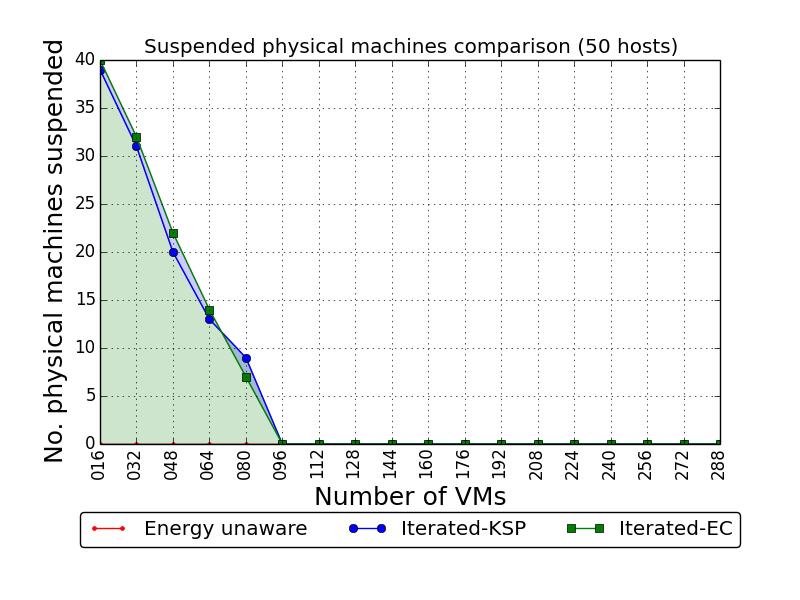 Suspended physical machines comparison (50 hosts)
No. physical machines suspended
40
35
30
25
20
15
10
5
0
016 032 048 064 080 096 112 128 144 160 176 192 208 224 240 256 272 288
Number of VMs
Energy unaware Iterated-KSP Iterated-EC